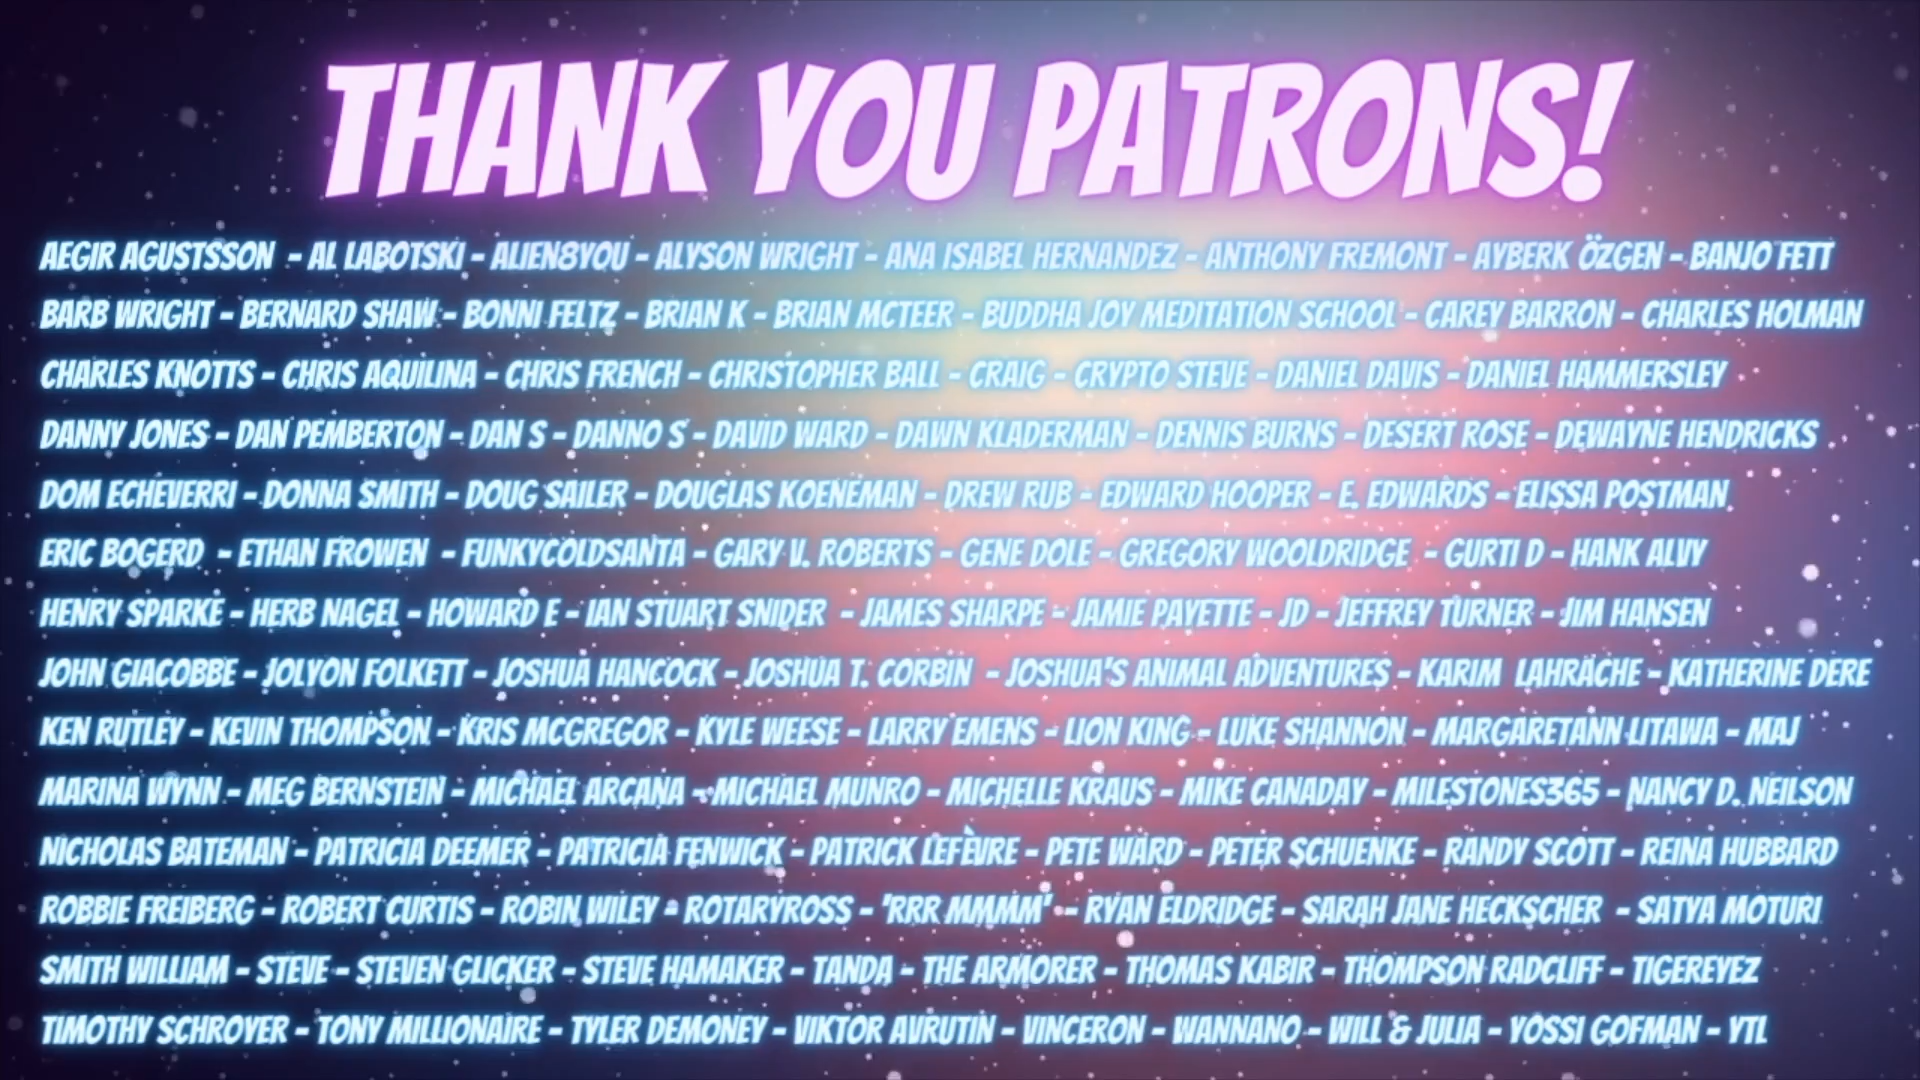 THANK YOU PATRONS!
AEGIR AGUSTSSON - AL LABOTSKI - ALIEN8YOU - ALYSON WRIGHT - ANA ISABEL HERNANDEZ - ANTHONY FREMONT - AYBERK ÖZGEN - BANJO FETT
BARB WRIGHT - BERNARD SHAW - BONNI FELTZ - BRIAN K - BRIAN MCTEER - BUDDHA JOY MEDITATION SCHOOL - CAREY BARRON - CHARLES HOLMAN
CHARLES KNOTTS - CHRIS AQUILINA - CHRIS FRENCH - CHRISTOPHER BALL - CRAIG - CRYPTO STEVE - DANIEL DAVIS - DANIEL HAMMERSLEY
DANNY JONES - DAN PEMBERTON - DAN S - DANNO S - DAVID WARD - DAWN KLADERMAN - DENNIS BURNS - DESERT ROSE - DEWAYNE HENDRICKS
DOM ECHEVERRI - DONNA SMITH - DOUG SAILER - DOUGLAS KOENEMAN - DREW RUB - EDWARD HOOPER - E. EDWARDS - ELISSA POSTMAN
ERIC BOGERD - ETHAN FROWEN - FUNKYCOLDSANTA - GARY V. ROBERTS - GENE DOLE - GREGORY WOOLDRIDGE - GURTI D - HANK ALVY
HENRY SPARKE - HERB NAGEL - HOWARD E - IAN STUART SNIDER - JAMES SHARPE - JAMIE PAYETTE - JD - JEFFREY TURNER - JIM HANSEN
JOHN GIACOBBE - JOLYON FOLKETT - JOSHUA HANCOCK - JOSHUA T. CORBIN - JOSHUA'S ANIMAL ADVENTURES - KARIM LAHRACHE - KATHERINE DERE
KEN RUTLEY - KEVIN THOMPSON - KRIS MCGREGOR - KYLE WEESE - LARRY EMENS - LION KING - LUKE SHANNON - MARGARETANN LITAWA - MAJ
MARINA WYNN - MEG BERNSTEIN - MICHAEL ARCANA - MICHAEL MUNRO - MICHELLE KRAUS - MIKE CANADAY - MILESTONES365 - NANCY D. NEILSON
NICHOLAS BATEMAN - PATRICIA DEEMER - PATRICIA FENWICK - PATRICK LEFÈVRE - PETE WARD - PETER SCHUENKE - RANDY SCOTT - REINA HUBBARD
ROBBIE FREIBERG - ROBERT CURTIS - ROBIN WILEY - ROTARYROSS - 'RRR MMMM' - RYAN ELDRIDGE - SARAH JANE HECKSCHER - SATYA MOTURI
SMITH WILLIAM - STEVE - STEVEN GLICKER - STEVE HAMAKER - TANDA - THE ARMORER - THOMAS KABIR - THOMPSON RADCLIFF - TIGEREYEZ
TIMOTHY SCHROYER - TONY MILLIONAIRE - TYLER DEMONEY - VIKTOR AVRUTIN - VINCERON - WANNANO - WILL & JULIA - YOSSI GOFMAN - YTL